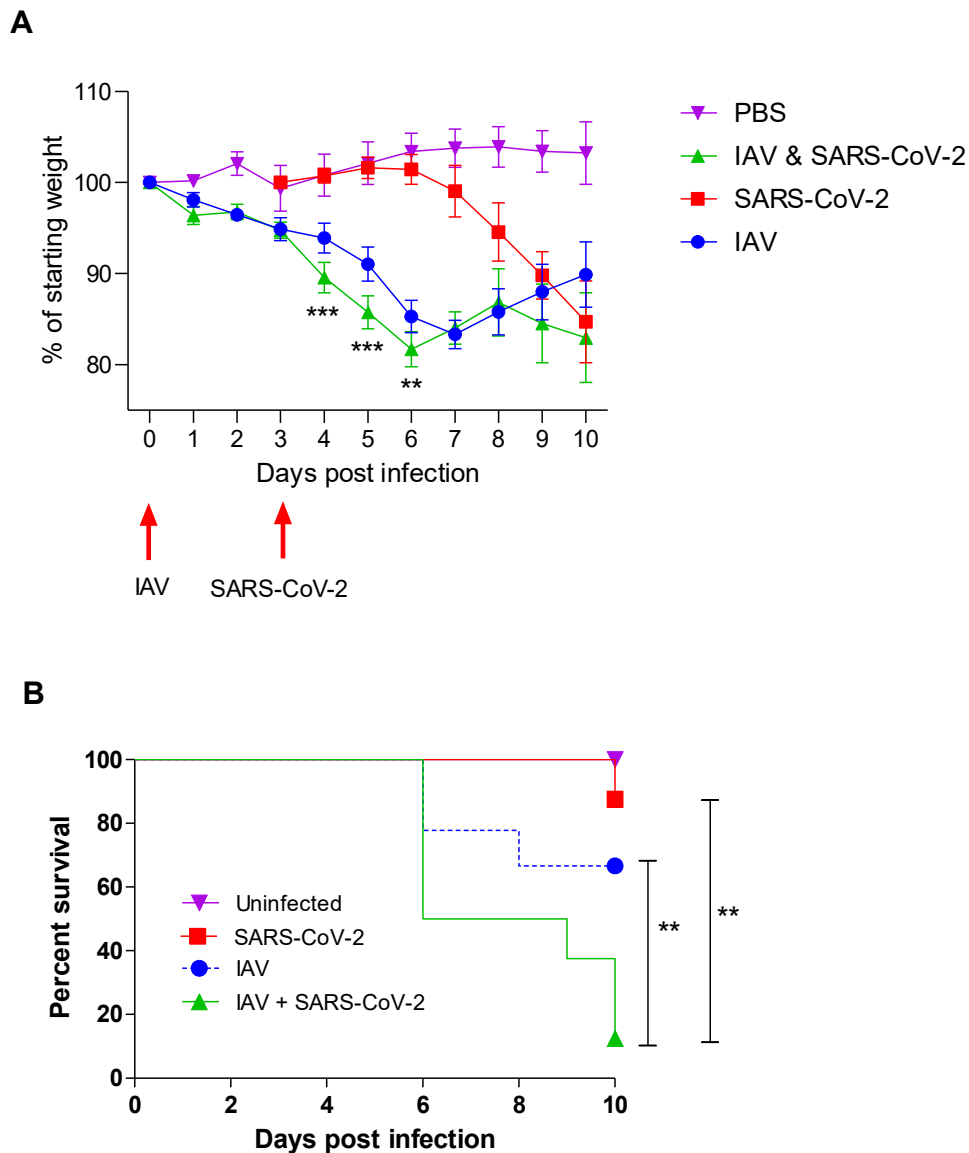 A
110
100
90
80
% of starting weight
PBS
IAV & SARS-CoV-2
SARS-CoV-2
IAV
***
***
**
0 1 2 3 4 5 6 7 8 9 10
Days post infection
IAV SARS-CoV-2
B
100
80
60
40
20
0
Percent survival
Uninfected
SARS-CoV-2
IAV
IAV + SARS-CoV-2
**
**
0 2 4 6 8 10
Days post infection